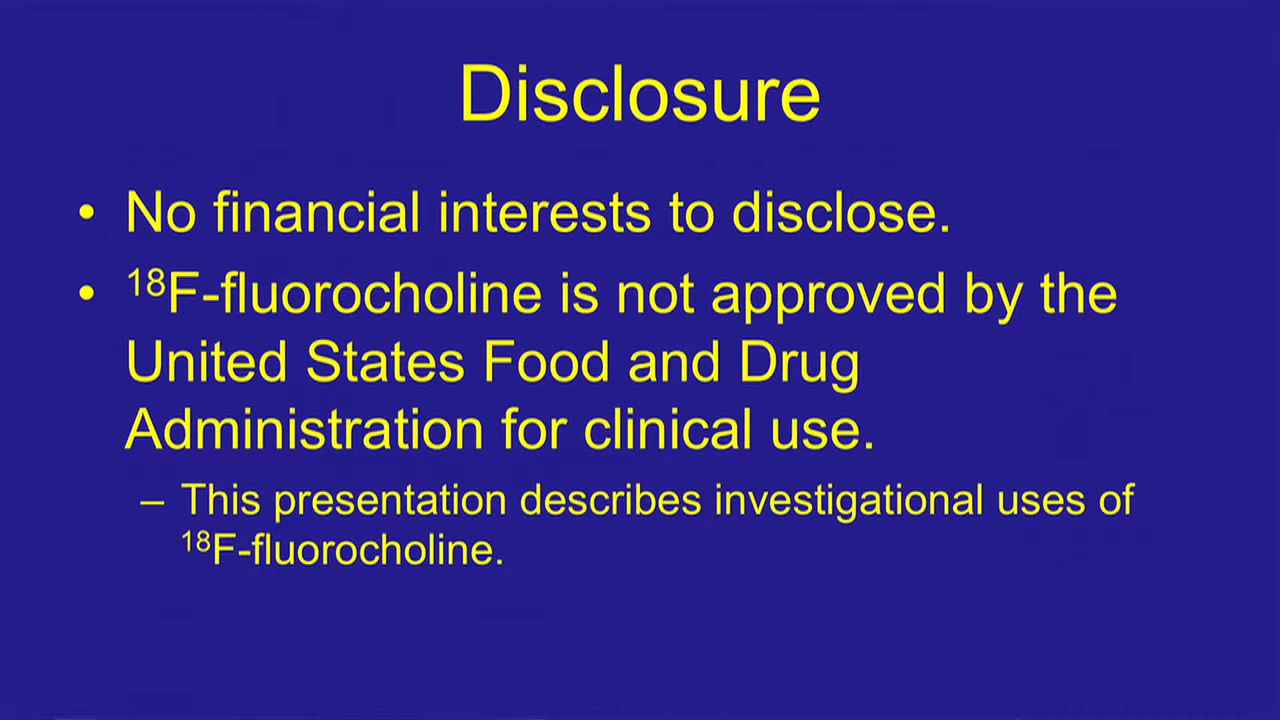 Disclosure
• No financial interests to disclose.
• ¹⁸F-fluorocholine is not approved by the
United States Food and Drug
Administration for clinical use.
– This presentation describes investigational uses of
¹⁸F-fluorocholine.